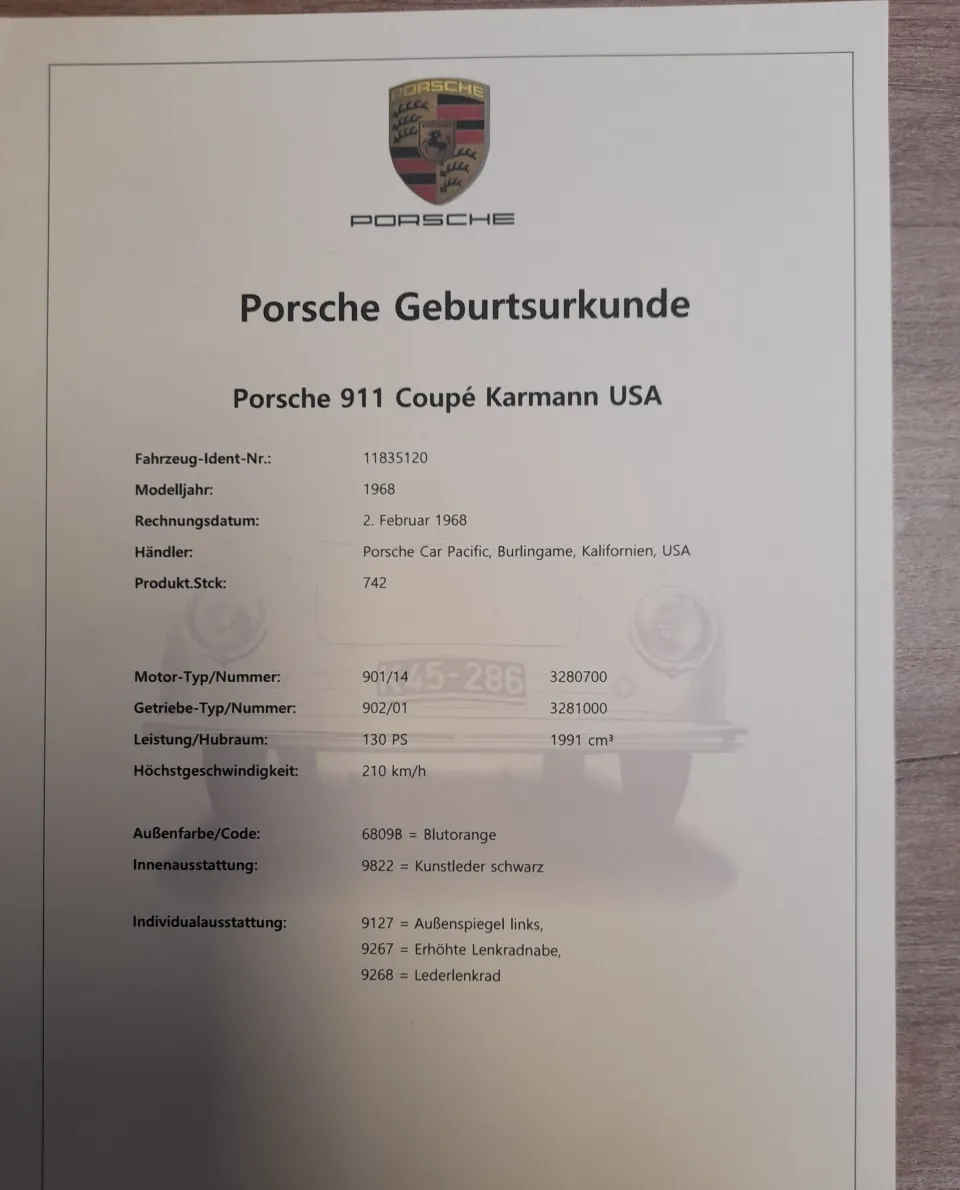 PORSCHE
PORSCHE
Porsche Geburtsurkunde
Porsche 911 Coupé Karmann USA
Fahrzeug-Ident-Nr.: 11835120
Modelljahr: 1968
Rechnungsdatum: 2. Februar 1968
Händler: Porsche Car Pacific, Burlingame, Kalifornien, USA
Produkt.Stck: 742
K45-286
Motor-Typ/Nummer: 901/14 3280700
Getriebe-Typ/Nummer: 902/01 3281000
Leistung/Hubraum: 130 PS 1991 cm³
Höchstgeschwindigkeit: 210 km/h
Außenfarbe/Code: 6809B = Blutorange
Innenausstattung: 9822 = Kunstleder schwarz
Individualausstattung: 9127 = Außenspiegel links,
9267 = Erhöhte Lenkradnabe,
9268 = Lederlenkrad